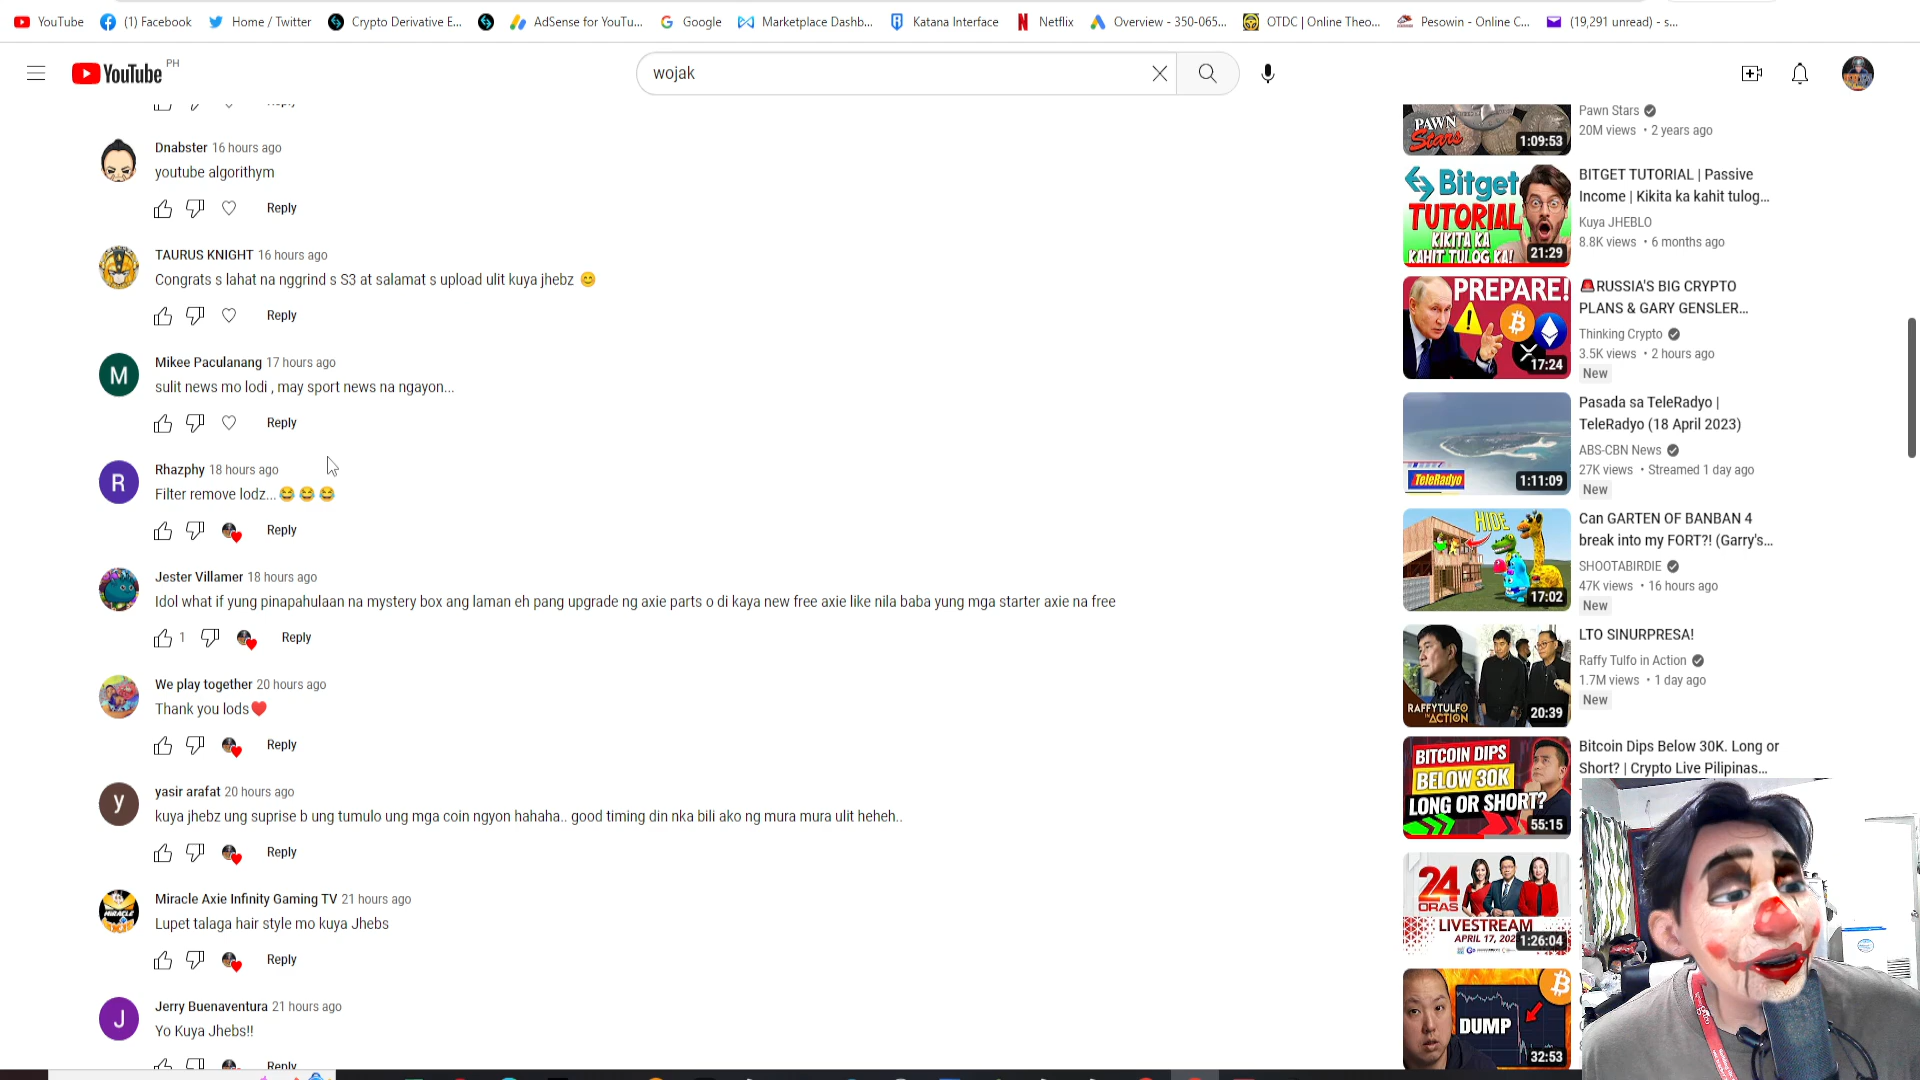 YouTube (1) Facebook Home / Twitter Crypto Derivative E... AdSense for YouTu... Google Marketplace Dashb... Katana Interface Netflix Overview - 350-065... OTDC | Online Theo... Pesowin - Online C... (19,291 unread) - s...
YouTube PH
wojak
Reply
Dnabster 16 hours ago
youtube algorithym
Reply
TAURUS KNIGHT 16 hours ago
Congrats s lahat na nggrind s S3 at salamat s upload ulit kuya jhebz 😊
Reply
M
Mikee Paculanang 17 hours ago
sulit news mo lodi , may sport news na ngayon...
Reply
R
Rhazphy 18 hours ago
Filter remove lodz...😂😂😂
Reply
Jester Villamer 18 hours ago
Idol what if yung pinapahulaan na mystery box ang laman eh pang upgrade ng axie parts o di kaya new free axie like nila baba yung mga starter axie na free
1 Reply
We play together 20 hours ago
Thank you lods♥️
Reply
y
yasir arafat 20 hours ago
kuya jhebz ung suprise b ung tumulo ung mga coin ngyon hahaha.. good timing din nka bili ako ng mura mura ulit heheh..
Reply
MIRACLE
Miracle Axie Infinity Gaming TV 21 hours ago
Lupet talaga hair style mo kuya Jhebs
Reply
J
Jerry Buenaventura 21 hours ago
Yo Kuya Jhebs!!
Reply
PAWN
Stars
1:09:53
Pawn Stars
20M views • 2 years ago
Bitget
TUTORIAL
KIKITA KA
KAHIT TULOG KA!
21:29
BITGET TUTORIAL | Passive
Income | Kikita ka kahit tulog...
Kuya JHEBLO
8.8K views • 6 months ago
PREPARE!
17:24
🚨RUSSIA'S BIG CRYPTO
PLANS & GARY GENSLER...
Thinking Crypto
3.5K views • 2 hours ago
New
TeleRadyo
1:11:09
Pasada sa TeleRadyo |
TeleRadyo (18 April 2023)
ABS-CBN News
27K views • Streamed 1 day ago
New
HIDE
17:02
Can GARTEN OF BANBAN 4
break into my FORT?! (Garry's...
SHOOTABIRDIE
47K views • 16 hours ago
New
RAFFYTULFO
IN ACTION
20:39
LTO SINURPRESA!
Raffy Tulfo in Action
1.7M views • 1 day ago
New
BITCOIN DIPS
BELOW 30K
LONG OR SHORT?
55:15
Bitcoin Dips Below 30K. Long or
Short? | Crypto Live Pilipinas...
24
ORAS
LIVESTREAM
APRIL 17, 202
1:26:04
DUMP
32:53